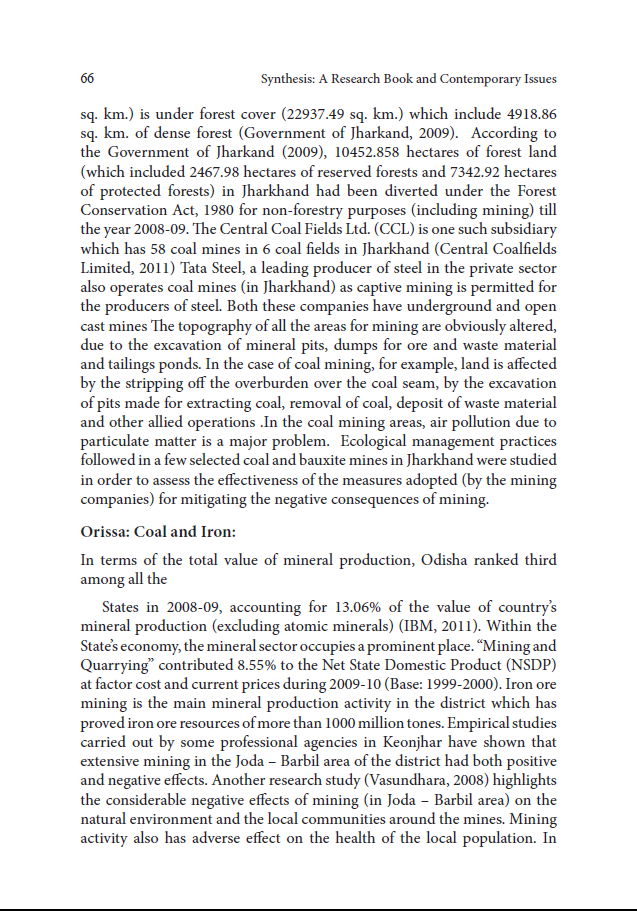 66 Synthesis: A Research Book and Contemporary Issues
sq. km.) is under forest cover (22937.49 sq. km.) which include 4918.86
sq. km. of dense forest (Government of Jharkand, 2009). According to
the Government of Jharkand (2009), 10452.858 hectares of forest land
(which included 2467.98 hectares of reserved forests and 7342.92 hectares
of protected forests) in Jharkhand had been diverted under the Forest
Conservation Act, 1980 for non-forestry purposes (including mining) till
the year 2008-09. The Central Coal Fields Ltd. (CCL) is one such subsidiary
which has 58 coal mines in 6 coal fields in Jharkhand (Central Coalfields
Limited, 2011) Tata Steel, a leading producer of steel in the private sector
also operates coal mines (in Jharkhand) as captive mining is permitted for
the producers of steel. Both these companies have underground and open
cast mines The topography of all the areas for mining are obviously altered,
due to the excavation of mineral pits, dumps for ore and waste material
and tailings ponds. In the case of coal mining, for example, land is affected
by the stripping off the overburden over the coal seam, by the excavation
of pits made for extracting coal, removal of coal, deposit of waste material
and other allied operations .In the coal mining areas, air pollution due to
particulate matter is a major problem. Ecological management practices
followed in a few selected coal and bauxite mines in Jharkhand were studied
in order to assess the effectiveness of the measures adopted (by the mining
companies) for mitigating the negative consequences of mining.
Orissa: Coal and Iron:
In terms of the total value of mineral production, Odisha ranked third
among all the
States in 2008-09, accounting for 13.06% of the value of country's
mineral production (excluding atomic minerals) (IBM, 2011). Within the
State's economy, the mineral sector occupies a prominent place. "Mining and
Quarrying" contributed 8.55% to the Net State Domestic Product (NSDP)
at factor cost and current prices during 2009-10 (Base: 1999-2000). Iron ore
mining is the main mineral production activity in the district which has
proved iron ore resources of more than 1000 million tones. Empirical studies
carried out by some professional agencies in Keonjhar have shown that
extensive mining in the Joda – Barbil area of the district had both positive
and negative effects. Another research study (Vasundhara, 2008) highlights
the considerable negative effects of mining (in Joda – Barbil area) on the
natural environment and the local communities around the mines. Mining
activity also has adverse effect on the health of the local population. In